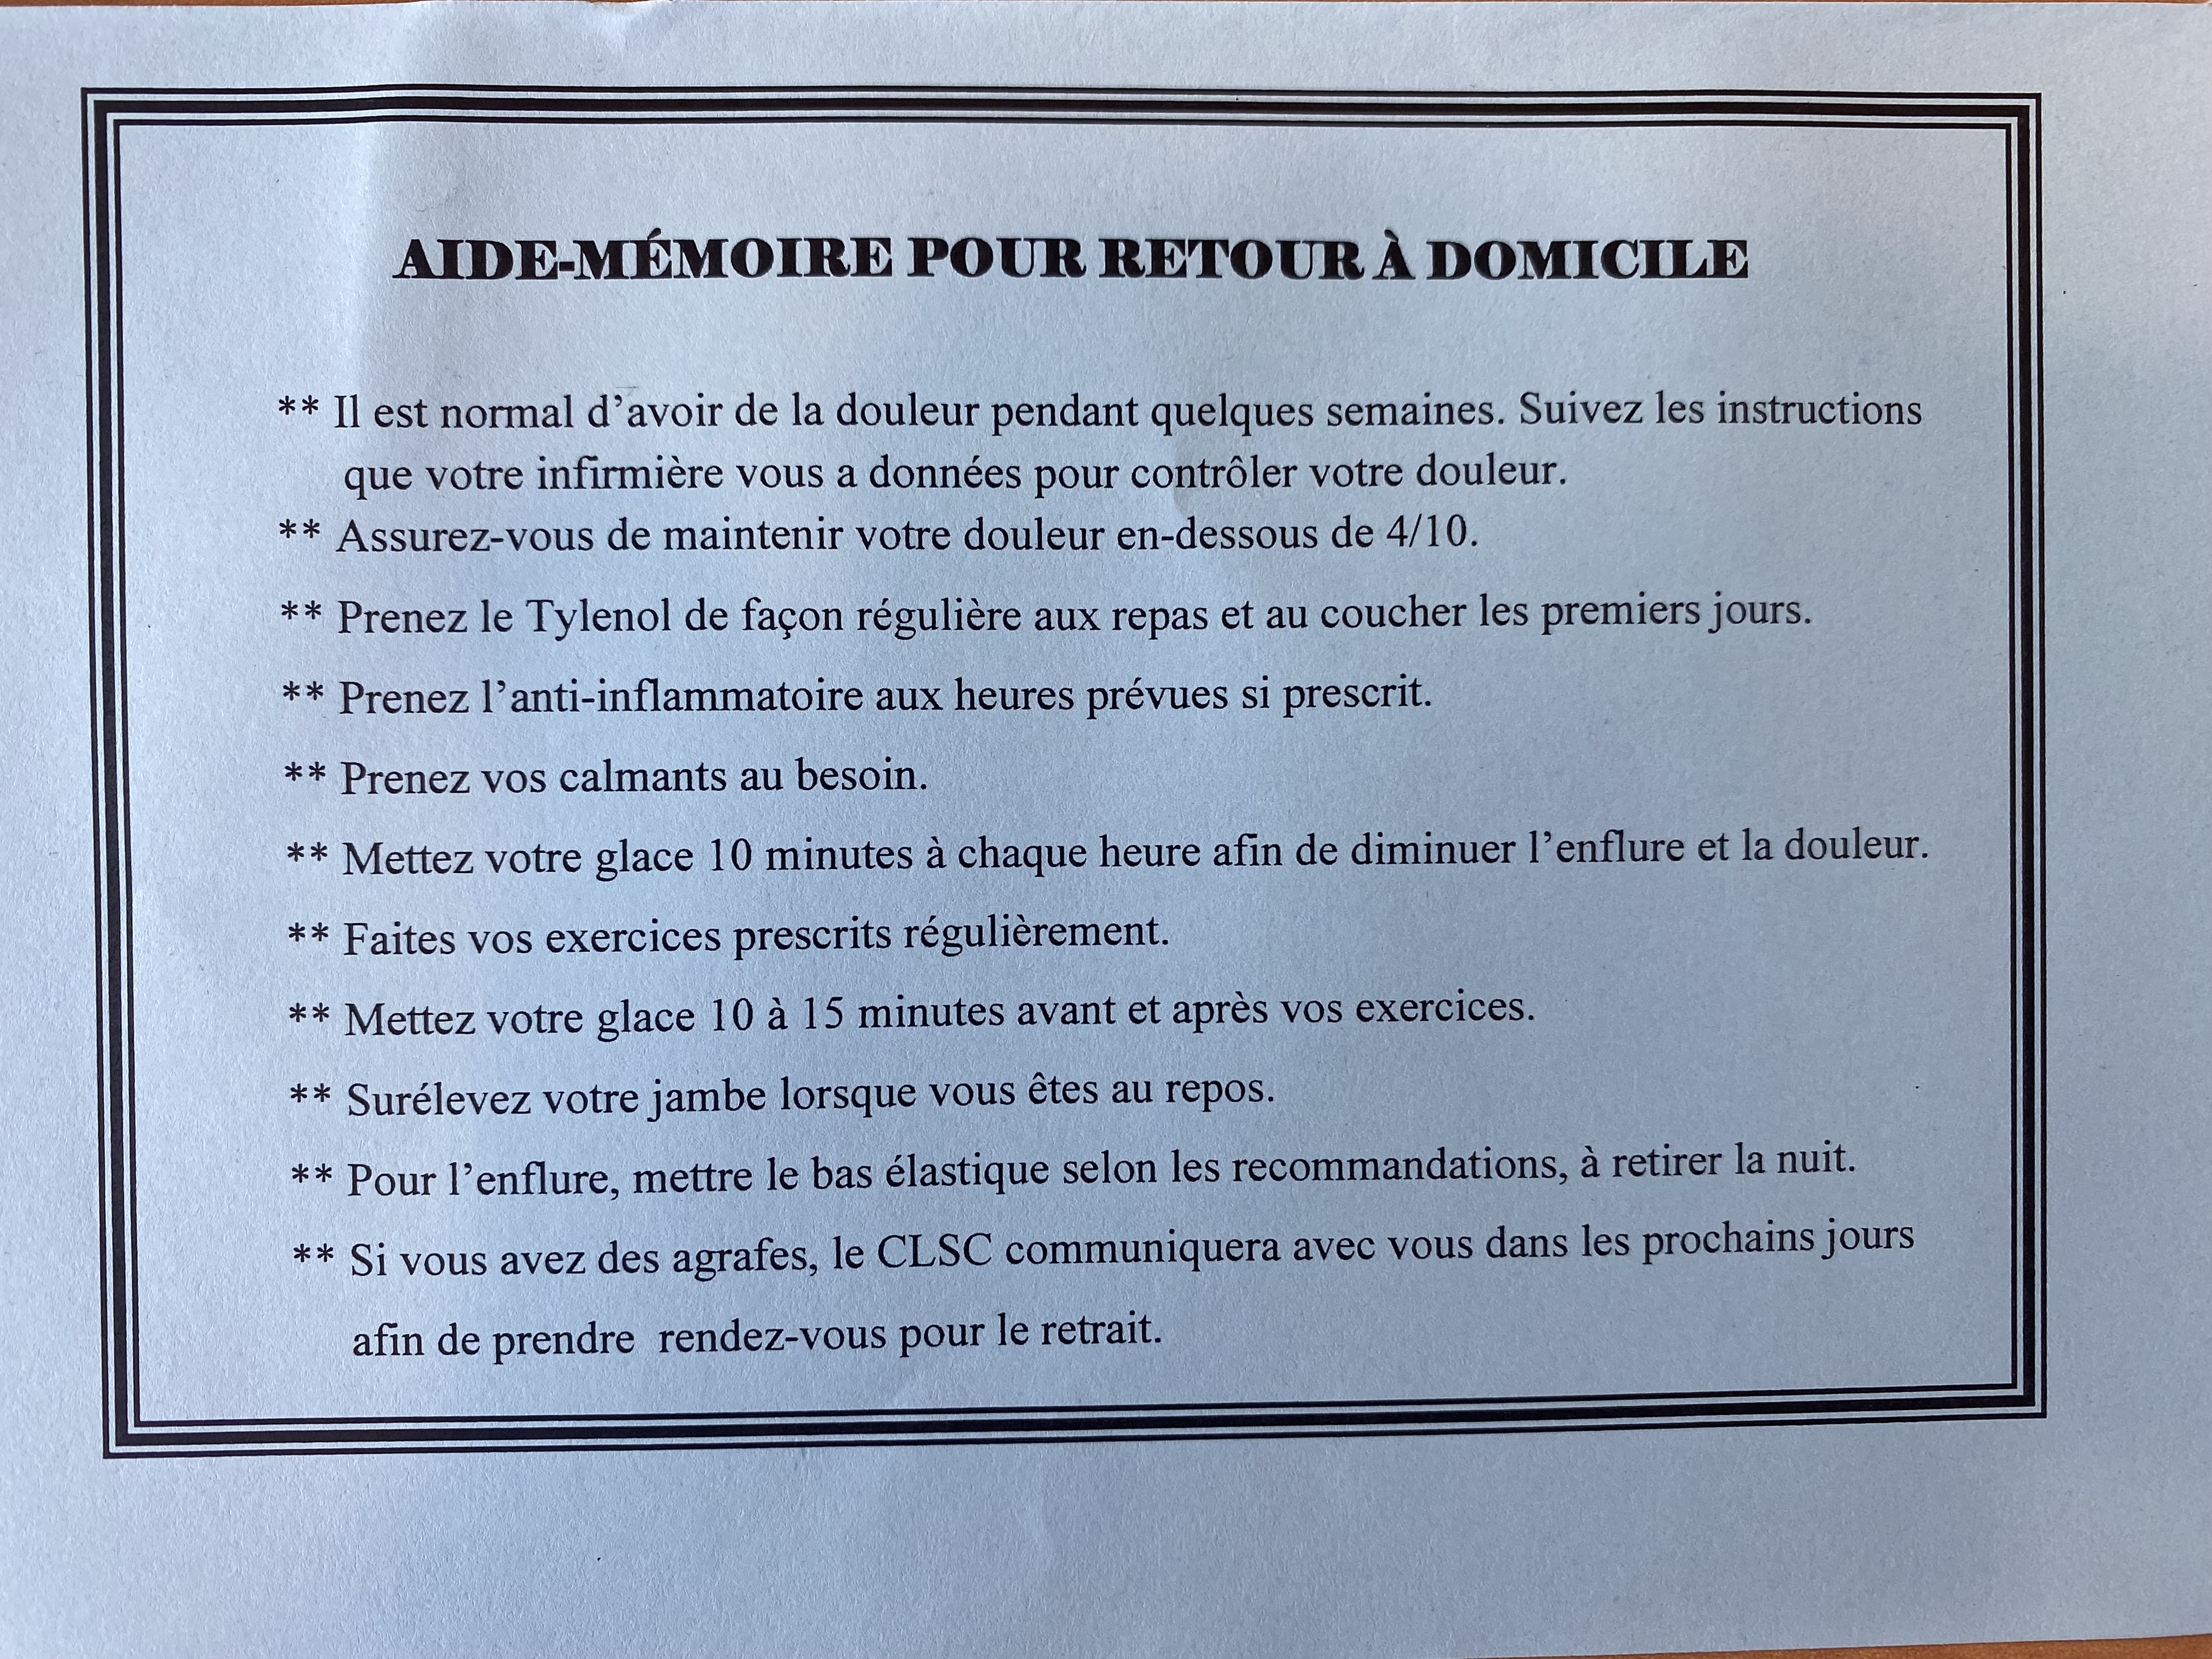 AIDE-MÉMOIRE POUR RETOUR À DOMICILE
** Il est normal d’avoir de la douleur pendant quelques semaines. Suivez les instructions
que votre infirmière vous a données pour contrôler votre douleur.
** Assurez-vous de maintenir votre douleur en-dessous de 4/10.
** Prenez le Tylenol de façon régulière aux repas et au coucher les premiers jours.
** Prenez l’anti-inflammatoire aux heures prévues si prescrit.
** Prenez vos calmants au besoin.
** Mettez votre glace 10 minutes à chaque heure afin de diminuer l’enflure et la douleur.
** Faites vos exercices prescrits régulièrement.
** Mettez votre glace 10 à 15 minutes avant et après vos exercices.
** Surélevez votre jambe lorsque vous êtes au repos.
** Pour l’enflure, mettre le bas élastique selon les recommandations, à retirer la nuit.
** Si vous avez des agrafes, le CLSC communiquera avec vous dans les prochains jours
afin de prendre  rendez-vous pour le retrait.